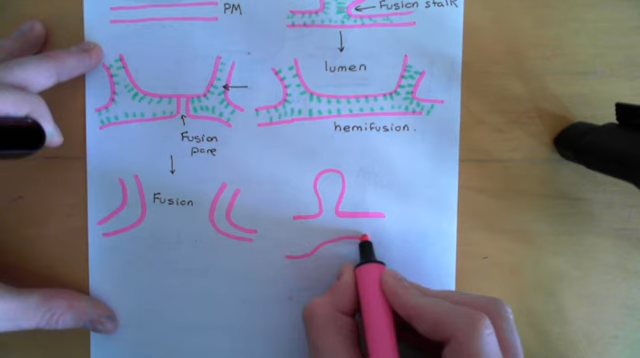 PM
Fusion stalk
lumen
hemifusion.
Fusion
pore
Fusion